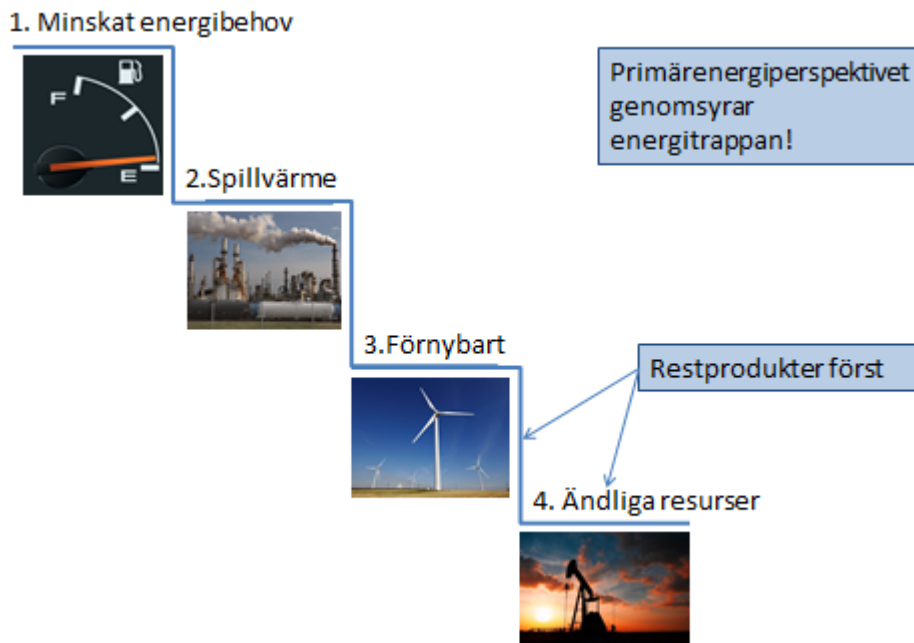 1. Minskat energibehov
F
E
Primärenergiperspektivet
genomsyrar
energitrappan!
2.Spillvärme
3.Förnybart
Restprodukter först
4. Ändliga resurser